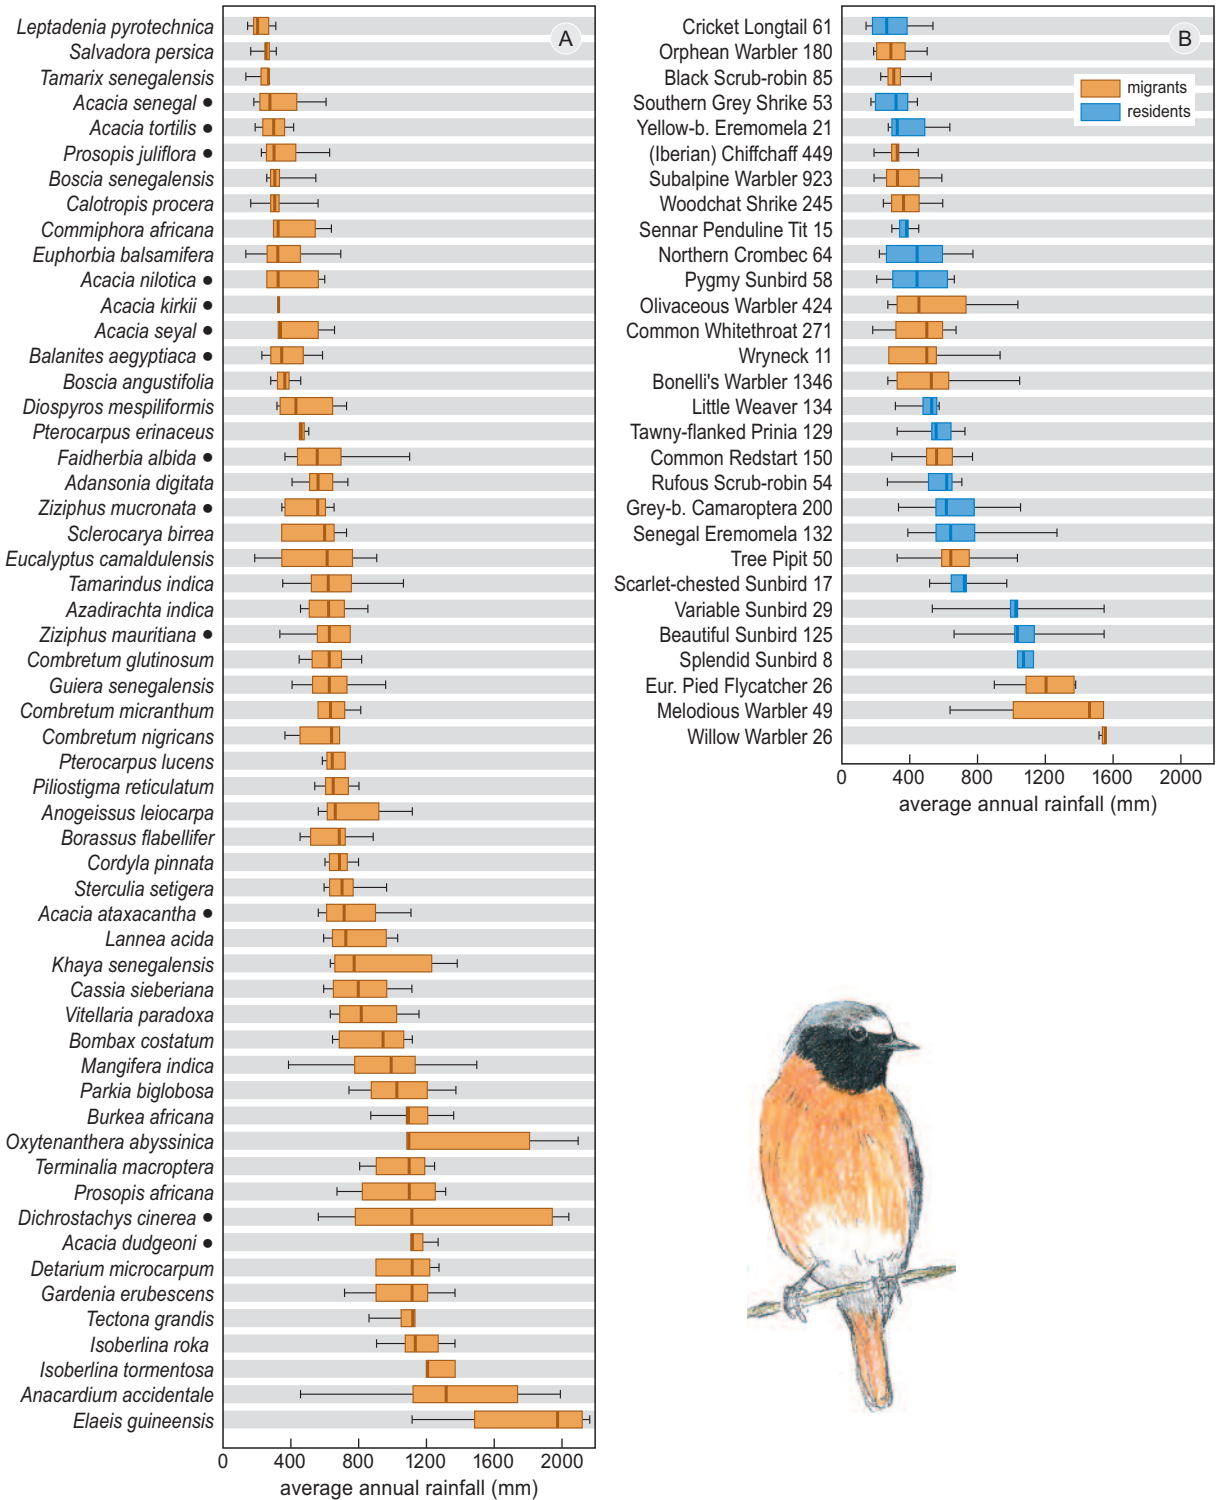 Leptadenia pyrotechnica
Salvadora persica
Tamarix senegalensis
Acacia senegal ●
Acacia tortilis ●
Prosopis juliflora ●
Boscia senegalensis
Calotropis procera
Commiphora africana
Euphorbia balsamifera
Acacia nilotica ●
Acacia kirkii ●
Acacia seyal ●
Balanites aegyptiaca ●
Boscia angustifolia
Diospyros mespiliformis
Pterocarpus erinaceus
Faidherbia albida ●
Adansonia digitata
Ziziphus mucronata ●
Sclerocarya birrea
Eucalyptus camaldulensis
Tamarindus indica
Azadirachta indica
Ziziphus mauritiana ●
Combretum glutinosum
Guiera senegalensis
Combretum micranthum
Combretum nigricans
Pterocarpus lucens
Piliostigma reticulatum
Anogeissus leiocarpa
Borassus flabellifer
Cordyla pinnata
Sterculia setigera
Acacia ataxacantha ●
Lannea acida
Khaya senegalensis
Cassia sieberiana
Vitellaria paradoxa
Bombax costatum
Mangifera indica
Parkia biglobosa
Burkea africana
Oxytenanthera abyssinica
Terminalia macroptera
Prosopis africana
Dichrostachys cinerea ●
Acacia dudgeoni ●
Detarium microcarpum
Gardenia erubescens
Tectona grandis
Isoberlina roka
Isoberlina tormentosa
Anacardium accidentale
Elaeis guineensis
A
0 400 800 1200 1600 2000
average annual rainfall (mm)
Cricket Longtail 61
Orphean Warbler 180
Black Scrub-robin 85
Southern Grey Shrike 53
Yellow-b. Eremomela 21
(Iberian) Chiffchaff 449
Subalpine Warbler 923
Woodchat Shrike 245
Sennar Penduline Tit 15
Northern Crombec 64
Pygmy Sunbird 58
Olivaceous Warbler 424
Common Whitethroat 271
Wryneck 11
Bonelli's Warbler 1346
Little Weaver 134
Tawny-flanked Prinia 129
Common Redstart 150
Rufous Scrub-robin 54
Grey-b. Camaroptera 200
Senegal Eremomela 132
Tree Pipit 50
Scarlet-chested Sunbird 17
Variable Sunbird 29
Beautiful Sunbird 125
Splendid Sunbird 8
Eur. Pied Flycatcher 26
Melodious Warbler 49
Willow Warbler 26
B
migrants
residents
0 400 800 1200 1600 2000
average annual rainfall (mm)